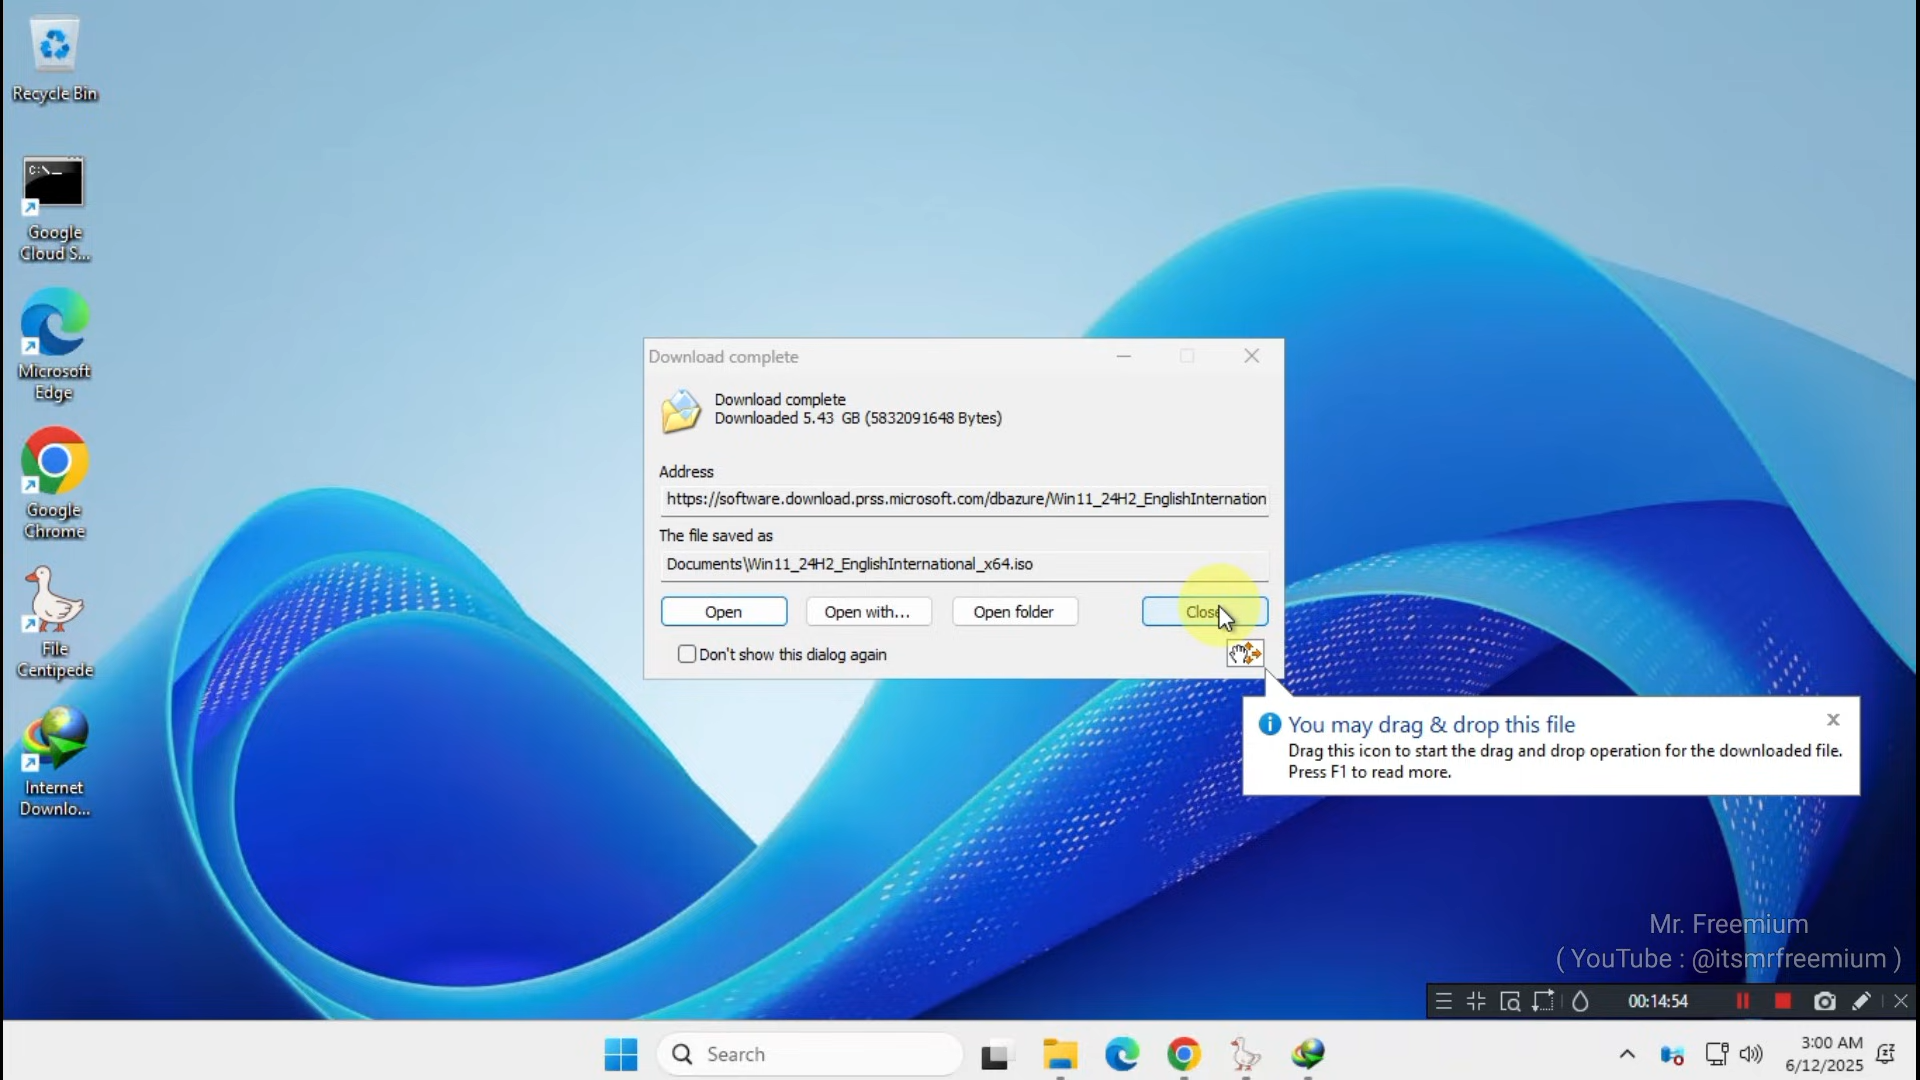 Recycle Bin
C:\_
Google
Cloud S...
Microsoft
Edge
Google
Chrome
File
Centipede
Internet
Downlo...
Download complete
Download complete
Downloaded 5.43 GB (5832091648 Bytes)
Address
https://software.download.prss.microsoft.com/dbazure/Win11_24H2_EnglishInternation
The file saved as
Documents\Win11_24H2_EnglishInternational_x64.iso
Open
Open with...
Open folder
Close
Don't show this dialog again
You may drag & drop this file
Drag this icon to start the drag and drop operation for the downloaded file.
Press F1 to read more.
Mr. Freemium
( YouTube : @itsmrfreemium )
00:14:54
Search
3:00 AM
6/12/2025